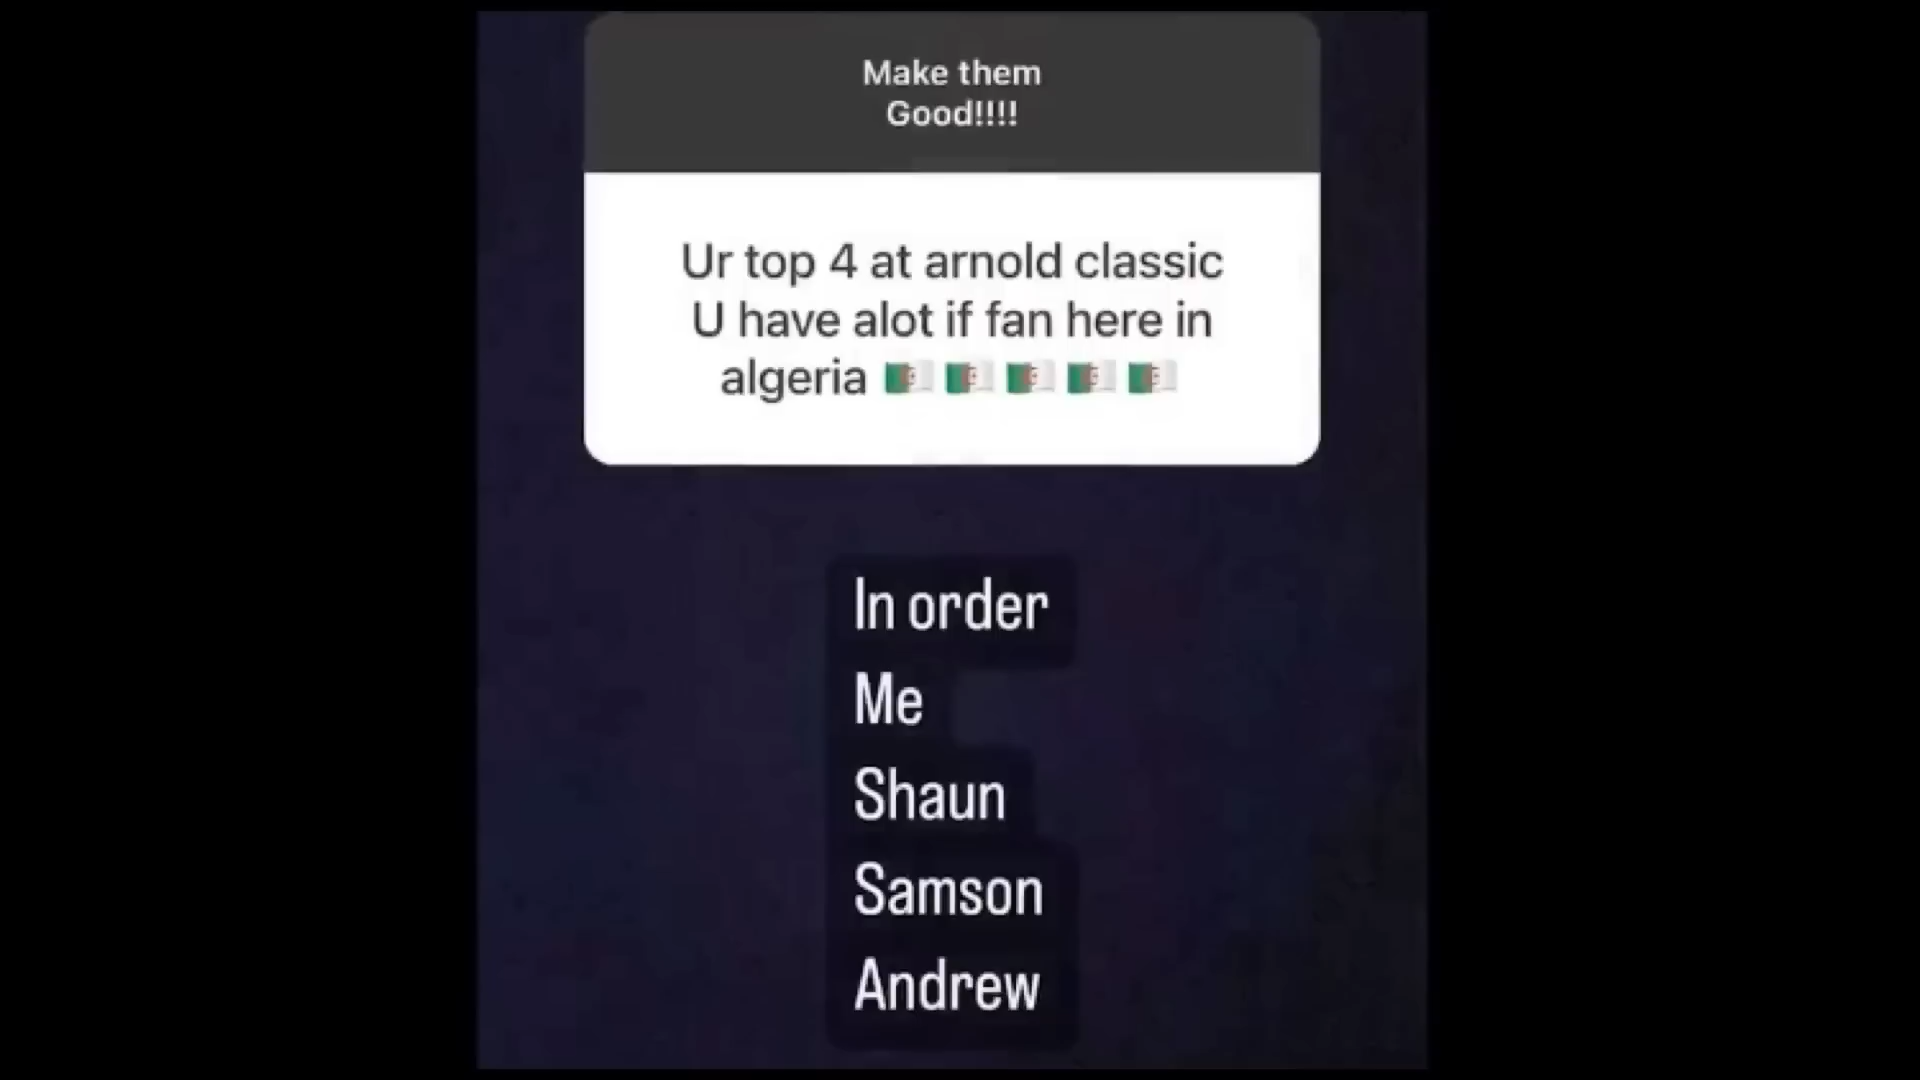 Make them
Good!!!!
Ur top 4 at arnold classic
U have alot if fan here in
algeria 🇩🇿 🇩🇿 🇩🇿 🇩🇿 🇩🇿
In order
Me
Shaun
Samson
Andrew